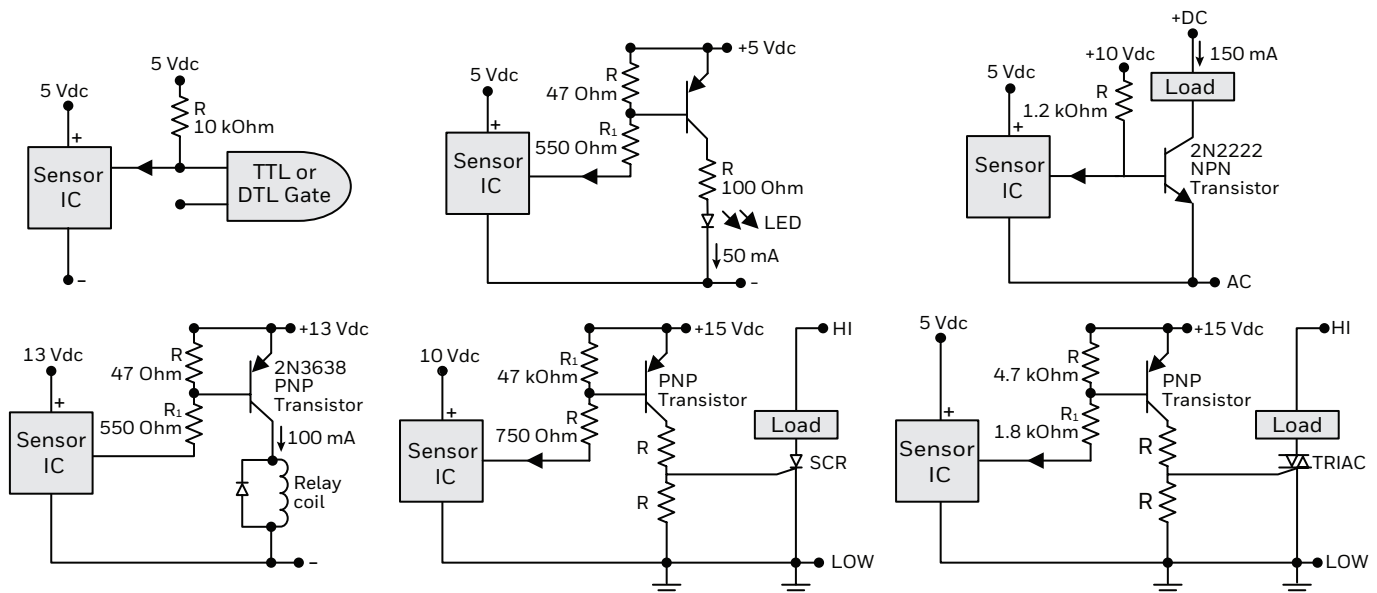 5 Vdc
5 Vdc
+
R
10 kOhm
Sensor
IC
TTL or
DTL Gate
-
+5 Vdc
5 Vdc
R
47 Ohm
+
R1
550 Ohm
Sensor
IC
R
100 Ohm
LED
50 mA
-
+DC
150 mA
+10 Vdc
5 Vdc
R
1.2 kOhm
Load
+
Sensor
IC
2N2222
NPN
Transistor
AC
+13 Vdc
13 Vdc
R
47 Ohm
2N3638
PNP
Transistor
+
R1
550 Ohm
Sensor
IC
100 mA
Relay
coil
-
+15 Vdc
HI
10 Vdc
R1
47 kOhm
PNP
Transistor
+
R
750 Ohm
Load
Sensor
IC
R
SCR
R
LOW
5 Vdc
+15 Vdc
HI
R
4.7 kOhm
PNP
Transistor
+
R1
1.8 kOhm
Load
Sensor
IC
R
TRIAC
R
LOW